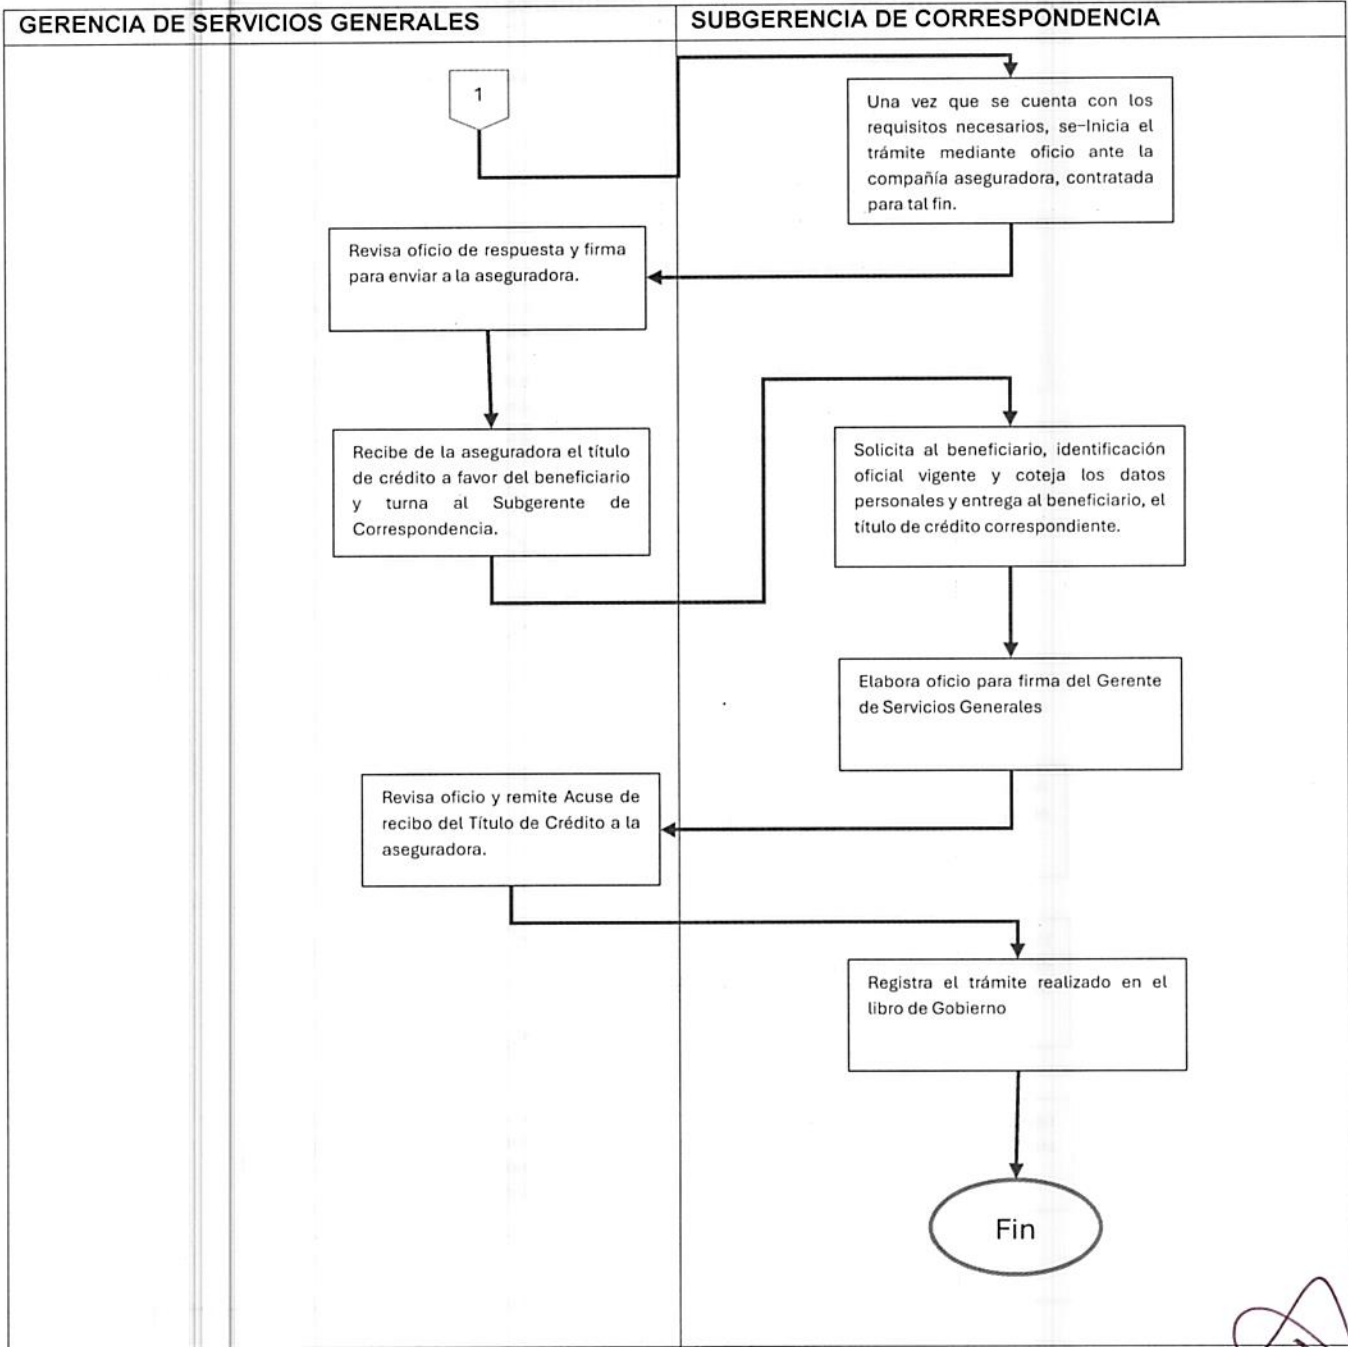 GERENCIA DE SERVICIOS GENERALES
SUBGERENCIA DE CORRESPONDENCIA
1
Una vez que se cuenta con los
requisitos necesarios, se-Inicia el
trámite mediante oficio ante la
compañía aseguradora, contratada
para tal fin.
Revisa oficio de respuesta y firma
para enviar a la aseguradora.
Recibe de la aseguradora el título
de crédito a favor del beneficiario
y turna al Subgerente de
Correspondencia.
Solicita al beneficiario, identificación
oficial vigente y coteja los datos
personales y entrega al beneficiario, el
título de crédito correspondiente.
Elabora oficio para firma del Gerente
de Servicios Generales
Revisa oficio y remite Acuse de
recibo del Título de Crédito a la
aseguradora.
Registra el trámite realizado en el
libro de Gobierno
Fin